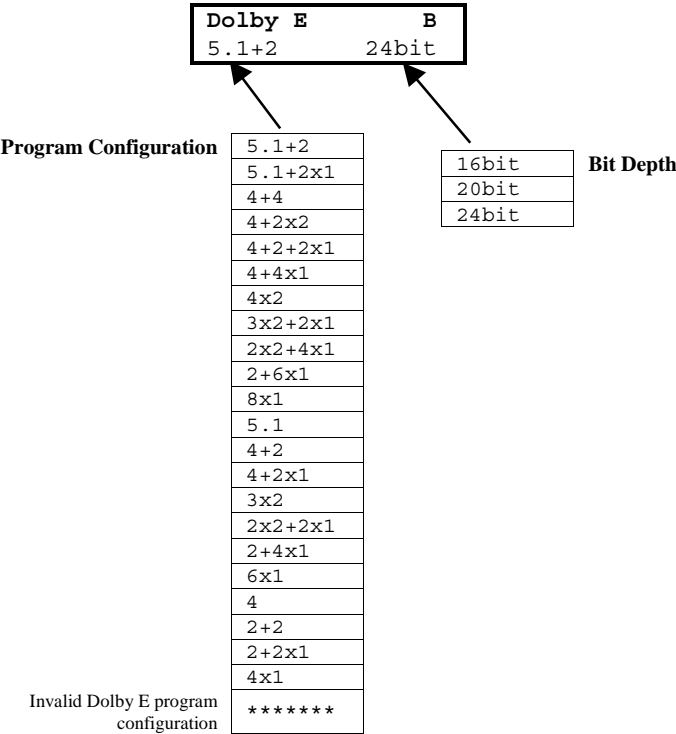 Dolby E B
5.1+2 24bit
Program Configuration
5.1+2
5.1+2x1
4+4
4+2x2
4+2+2x1
4+4x1
4x2
3x2+2x1
2x2+4x1
2+6x1
8x1
5.1
4+2
4+2x1
3x2
2x2+2x1
2+4x1
6x1
4
2+2
2+2x1
4x1
Invalid Dolby E program
configuration
*******
16bit
20bit
24bit
Bit Depth